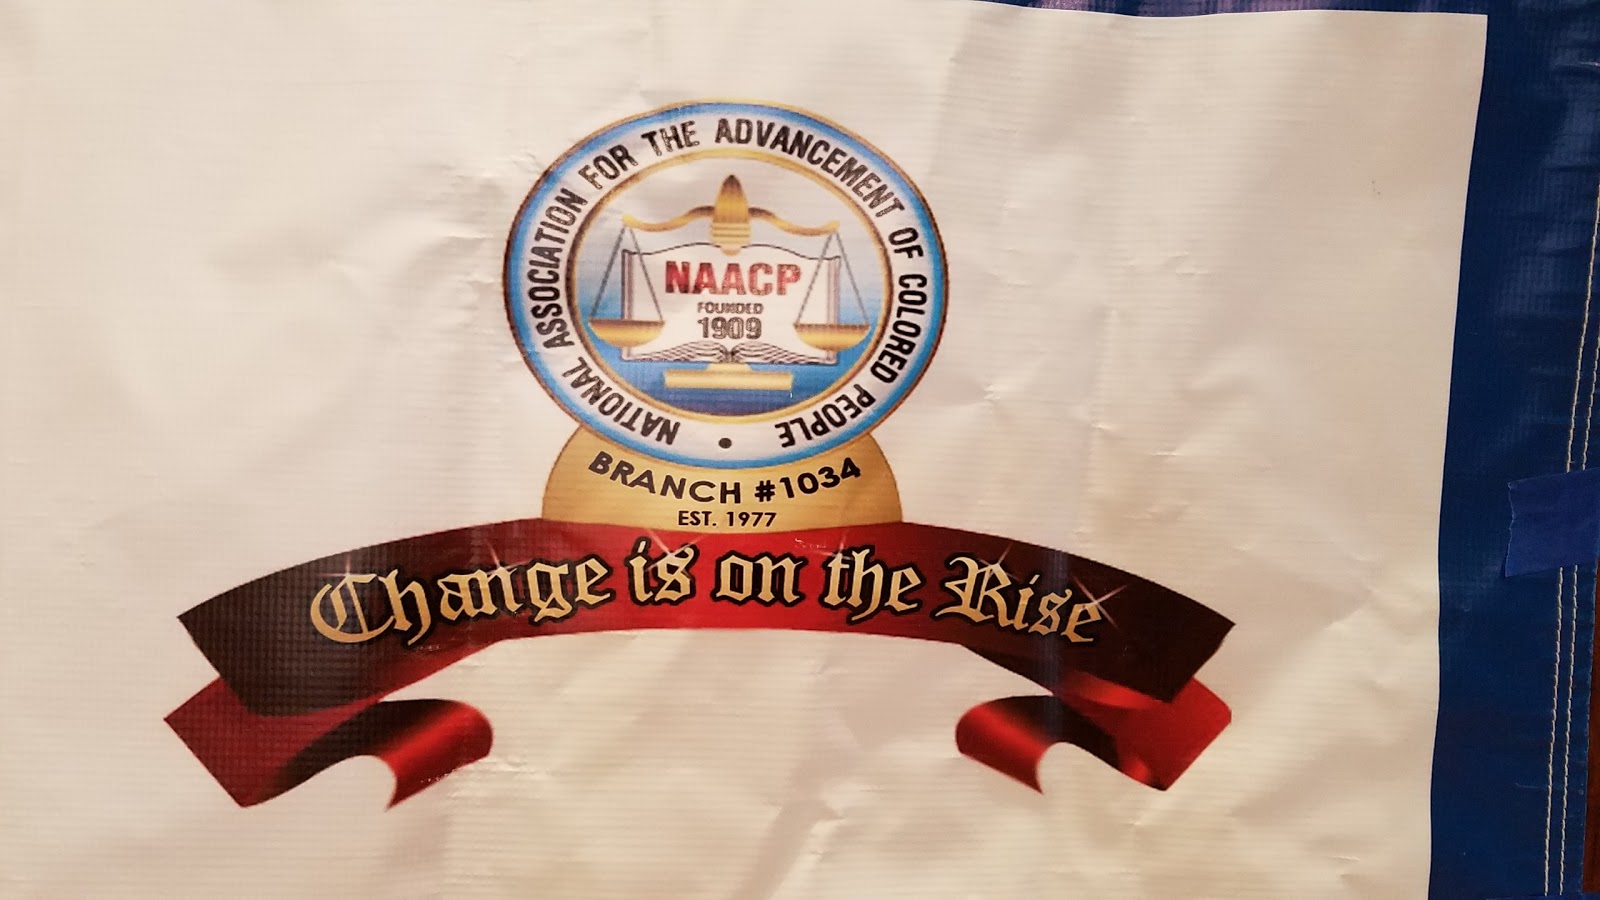 NATIONAL ASSOCIATION FOR THE ADVANCEMENT OF COLORED PEOPLE •
NAACP
FOUNDED
1909
BRANCH #1034
EST. 1977
Change is on the Rise